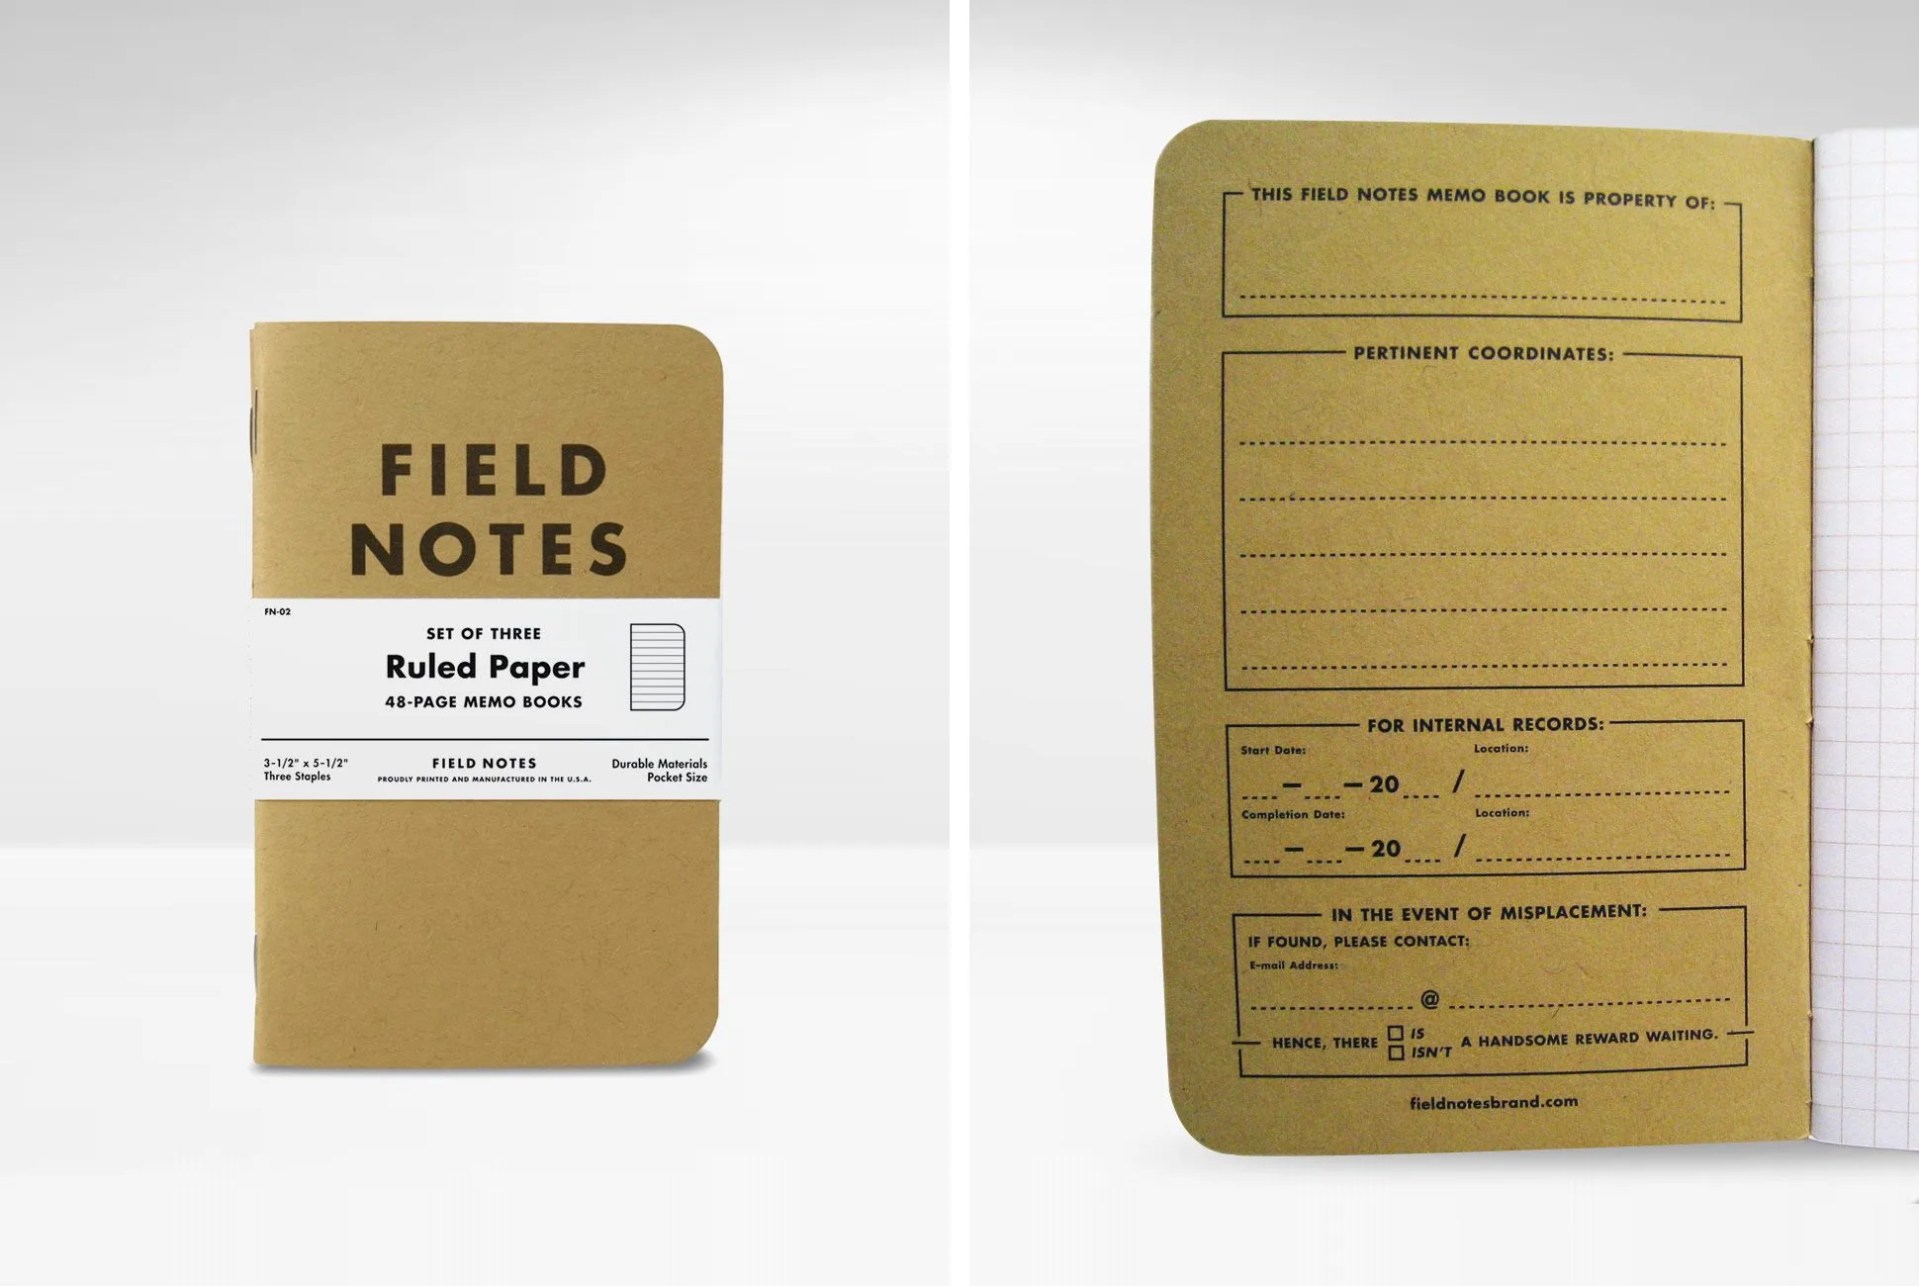 FIELD
NOTES
FN-02
SET OF THREE
Ruled Paper
48-PAGE MEMO BOOKS
3-1/2" x 5-1/2"
Three Staples
FIELD NOTES
PROUDLY PRINTED AND MANUFACTURED IN THE U.S.A.
Durable Materials
Pocket Size
THIS FIELD NOTES MEMO BOOK IS PROPERTY OF:
PERTINENT COORDINATES:
FOR INTERNAL RECORDS:
Start Date: Location:
— — 20 /
Completion Date: Location:
— — 20 /
IN THE EVENT OF MISPLACEMENT:
IF FOUND, PLEASE CONTACT:
E-mail Address:
@
HENCE, THERE ☐ IS ☐ ISN'T A HANDSOME REWARD WAITING.
fieldnotesbrand.com